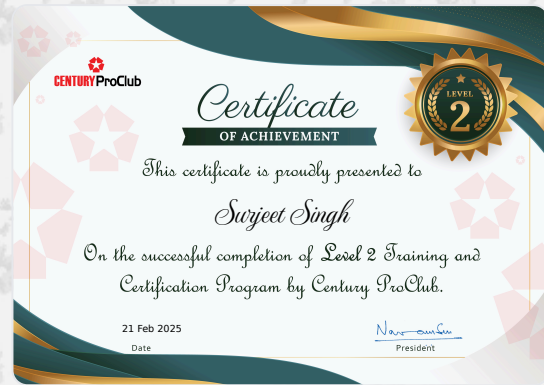 CENTURY ProClub
Certificate
OF ACHIEVEMENT
LEVEL
2
This certificate is proudly presented to
Surjeet Singh
On the successful completion of Level 2 Training and
Certification Program by Century ProClub.
21 Feb 2025
Date
President